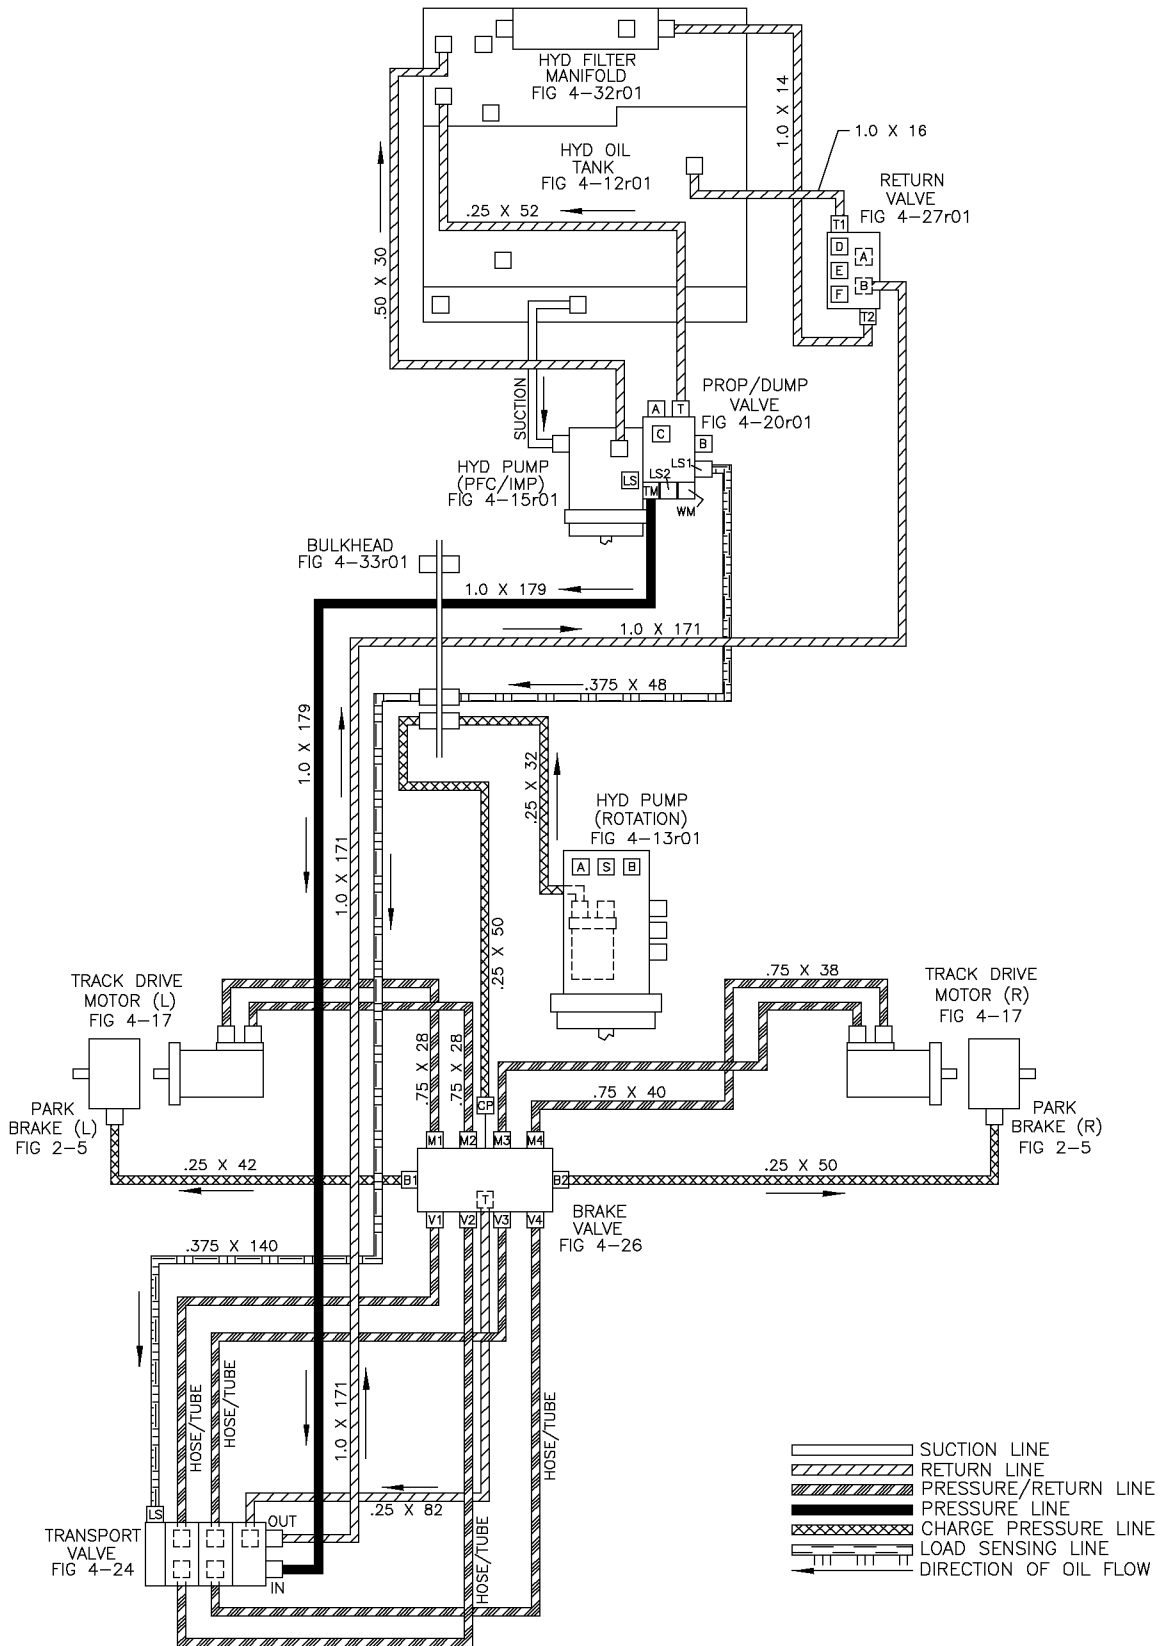 HYD FILTER
MANIFOLD
FIG 4-32r01
1.0 X 14
1.0 X 16
HYD OIL
TANK
FIG 4-12r01
RETURN
VALVE
FIG 4-27r01
.25 X 52
.50 X 30
T1
D
A
E
B
F
T2
SUCTION
PROP/DUMP
VALVE
FIG 4-20r01
A
T
C
B
LS1
LS2
LS
TM
WM
HYD PUMP
(PFC/IMP)
FIG 4-15r01
BULKHEAD
FIG 4-33r01
1.0 X 179
1.0 X 171
.375 X 48
1.0 X 179
.25 X 32
HYD PUMP
(ROTATION)
FIG 4-13r01
A
S
B
1.0 X 171
.25 X 50
TRACK DRIVE
MOTOR (L)
FIG 4-17
.75 X 38
TRACK DRIVE
MOTOR (R)
FIG 4-17
.75 X 28
.75 X 28
.75 X 40
CP
PARK
BRAKE (L)
FIG 2-5
PARK
BRAKE (R)
FIG 2-5
M1
M2
M3
M4
.25 X 42
.25 X 50
B1
B2
T
V1
V2
V3
V4
BRAKE
VALVE
FIG 4-26
.375 X 140
HOSE/TUBE
HOSE/TUBE
1.0 X 171
HOSE/TUBE
HOSE/TUBE
.25 X 82
LS
OUT
IN
TRANSPORT
VALVE
FIG 4-24
SUCTION LINE
RETURN LINE
PRESSURE/RETURN LINE
PRESSURE LINE
CHARGE PRESSURE LINE
LOAD SENSING LINE
DIRECTION OF OIL FLOW